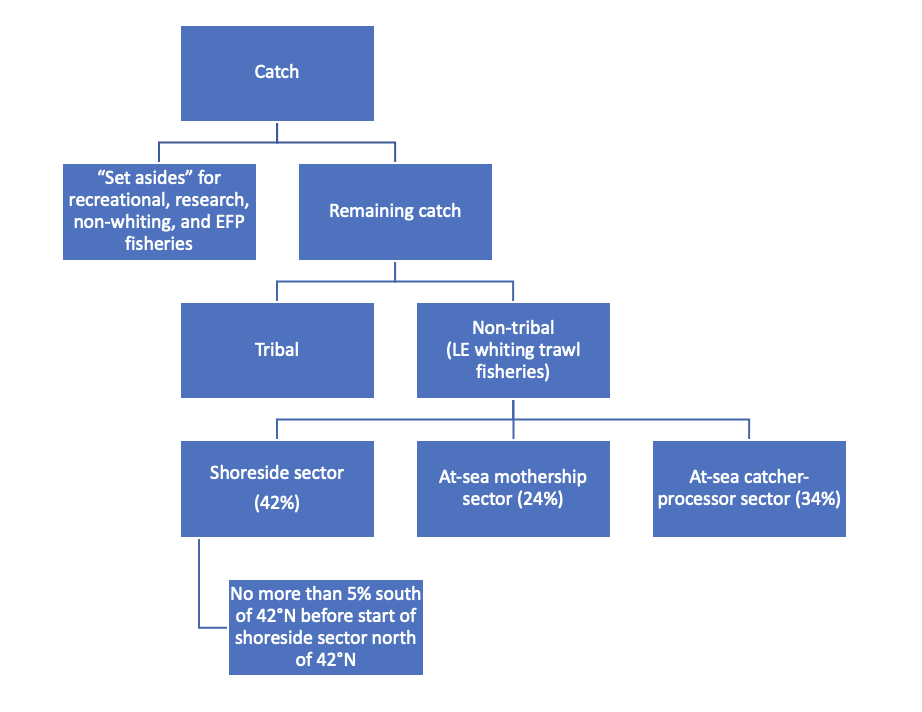 Catch
“Set asides” for
recreational, research,
non-whiting, and EFP
fisheries
Remaining catch
Tribal
Non-tribal
(LE whiting trawl
fisheries)
Shoreside sector
(42%)
At-sea mothership
sector (24%)
At-sea catcher-
processor sector (34%)
No more than 5% south
of 42°N before start of
shoreside sector north
of 42°N